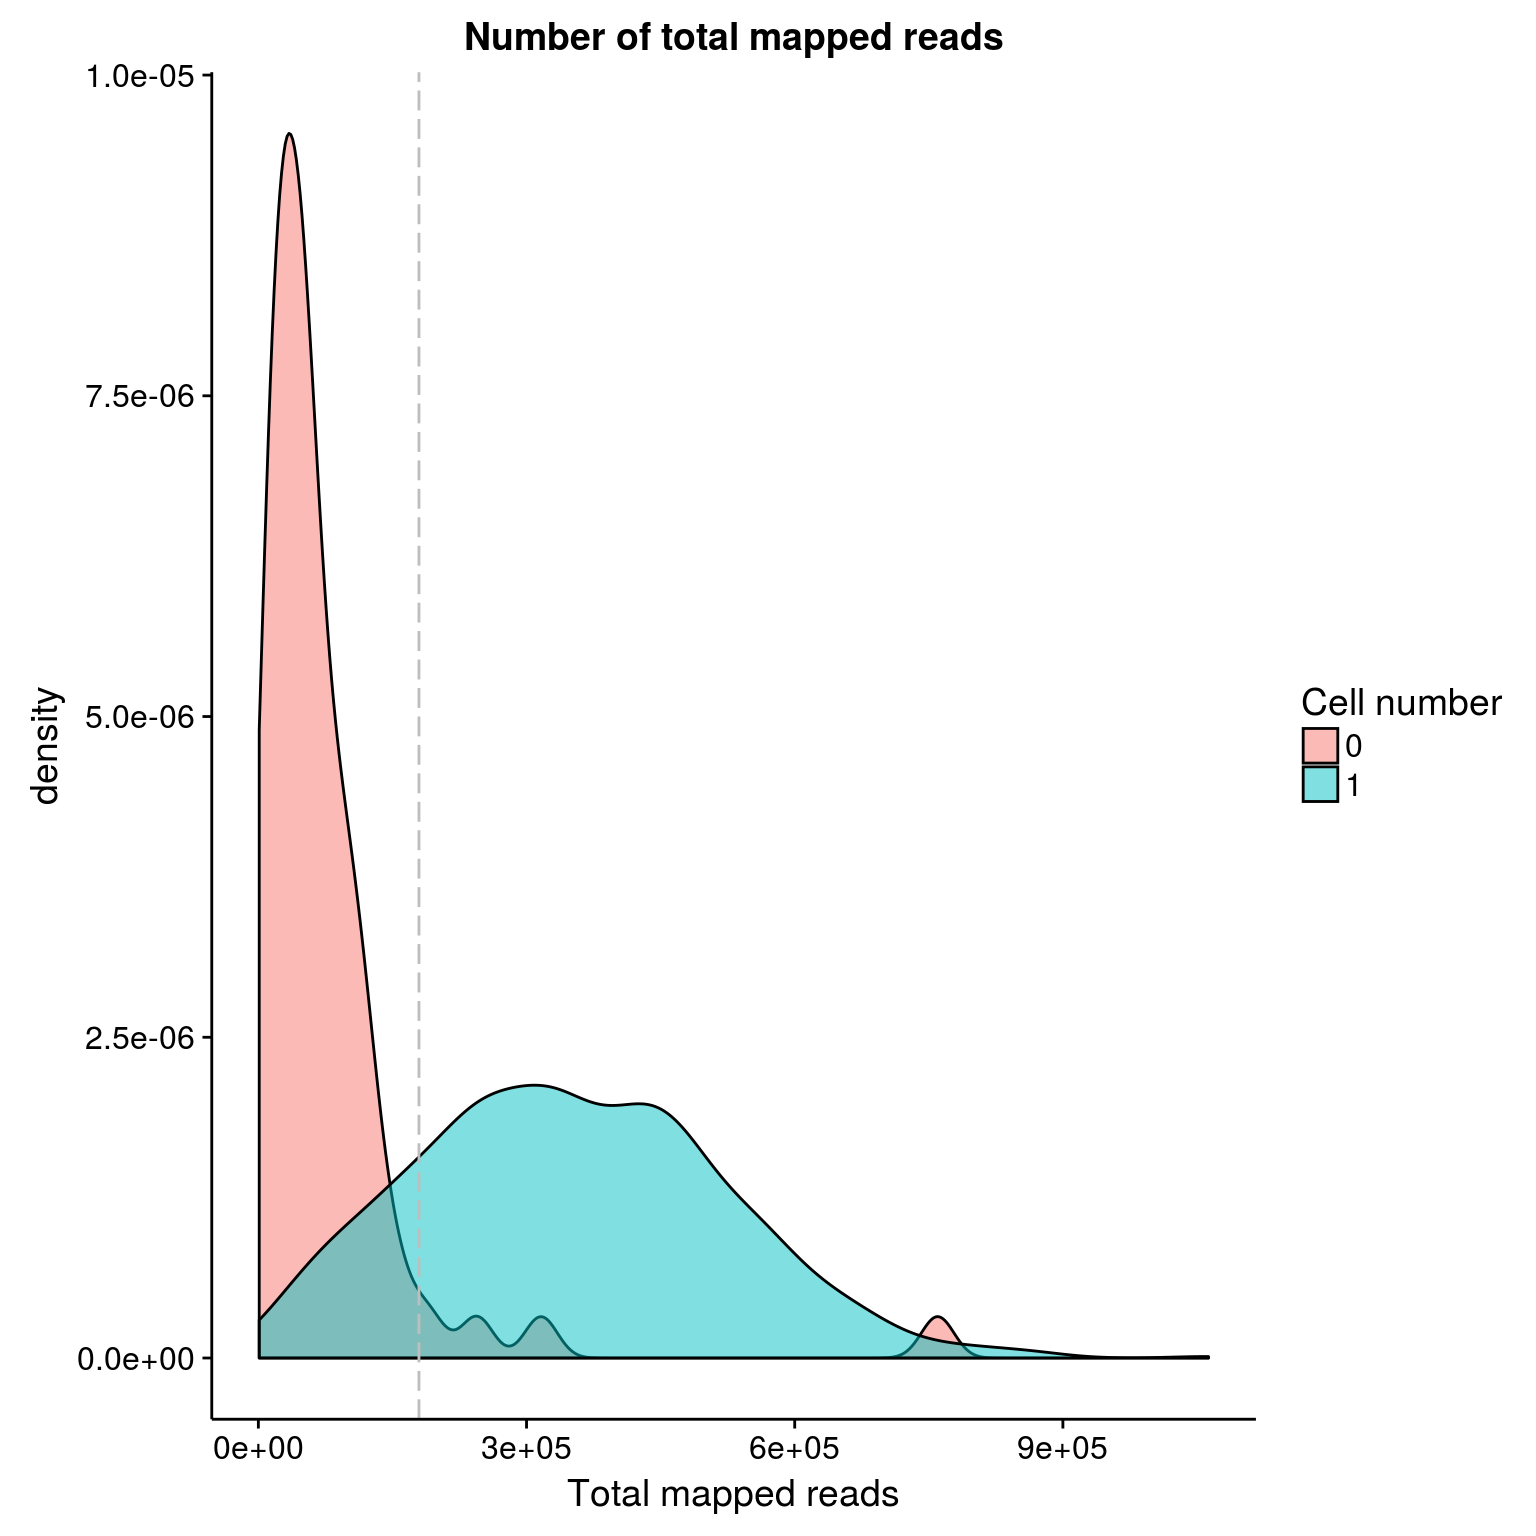 Number of total mapped reads
1.0e-05
7.5e-06
5.0e-06
2.5e-06
0.0e+00
density
0e+00 3e+05 6e+05 9e+05
Total mapped reads
Cell number
0
1